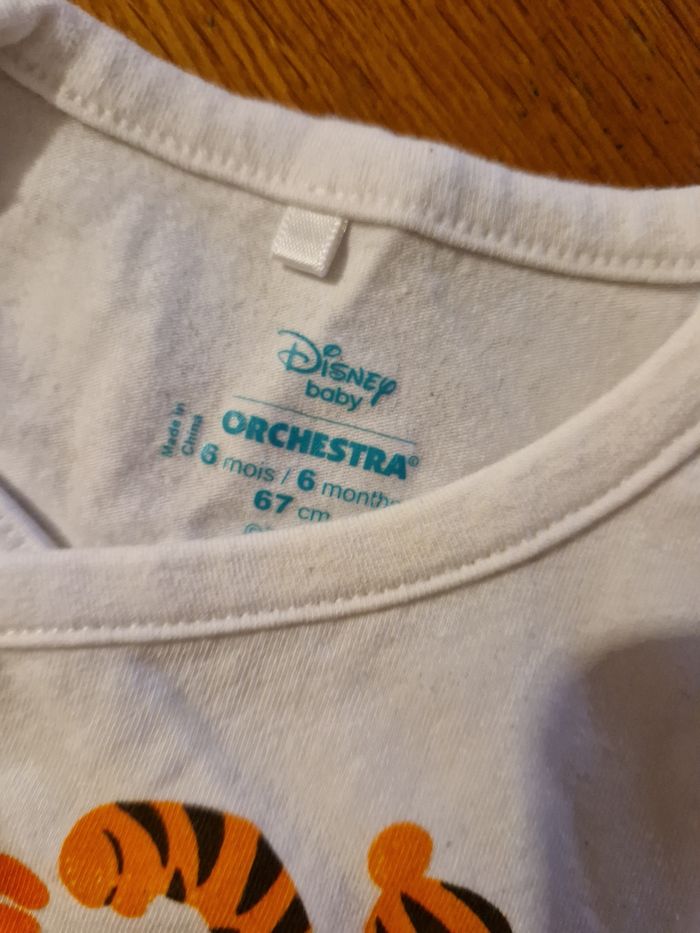 Disney
baby
ORCHESTRA®
Made in
China
6 mois / 6 months
67 cm